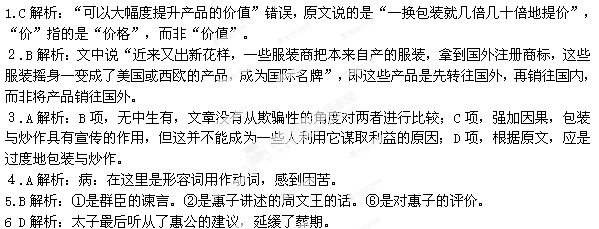 1.C解析：“可以大幅度提升产品的价值”错误，原文说的是“一换包装就几倍几十倍地提价”，
“价”指的是“价格”，而非“价值”。
2．B解析：文中说“近来又出新花样，一些服装商把本来自产的服装，拿到国外注册商标，这些
服装摇身一变成了美国或西欧的产品，成为国际名牌”，即这些产品是先转往国外，再销往国内，
而非将产品销往国外。
3．A解析：B项，无中生有，文章没有从欺骗性的角度对两者进行比较；C项，强加因果，包装
与炒作具有宣传的作用，但这并不能成为一些人利用它谋取利益的原因；D项，根据原文，应是
过度地包装与炒作。
4．A解析：病：在这里是形容词用作动词，感到困苦。
5.B解析：①是群臣的谏言。②是惠子讲述的周文王的话。⑥是对惠子的评价。
6 D解析：太子最后听从了惠公的建议，延缓了葬期。